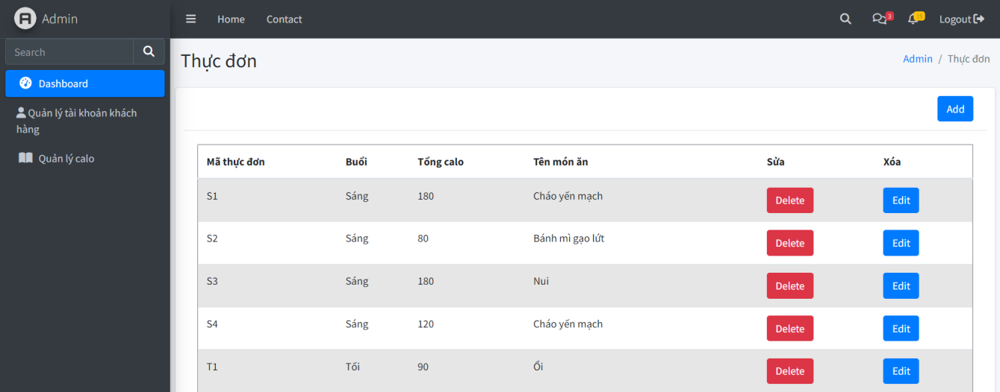 Admin
Home Contact
3
15
Logout
Search
Thực đơn
Admin / Thực đơn
Dashboard
Quản lý tài khoản khách
hàng
Quản lý calo
Add
Mã thực đơn Buổi Tổng calo Tên món ăn Sửa Xóa
S1 Sáng 180 Cháo yến mạch Delete Edit
S2 Sáng 80 Bánh mì gạo lứt Delete Edit
S3 Sáng 180 Nui Delete Edit
S4 Sáng 120 Cháo yến mạch Delete Edit
T1 Tối 90 Ổi Delete Edit